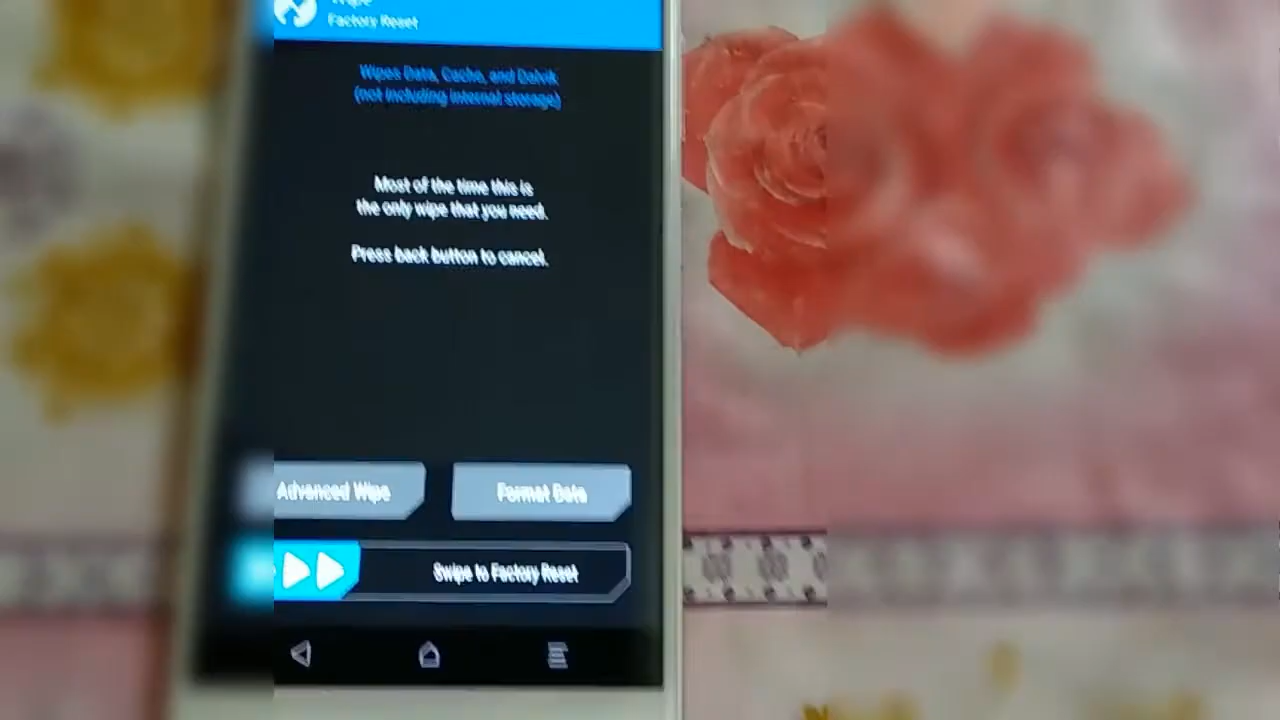 Wipe
Factory Reset
Wipes Data, Cache, and Dalvik
(not including internal storage)
Most of the time this is
the only wipe that you need.
Press back button to cancel.
Advanced Wipe
Format Data
Swipe to Factory Reset